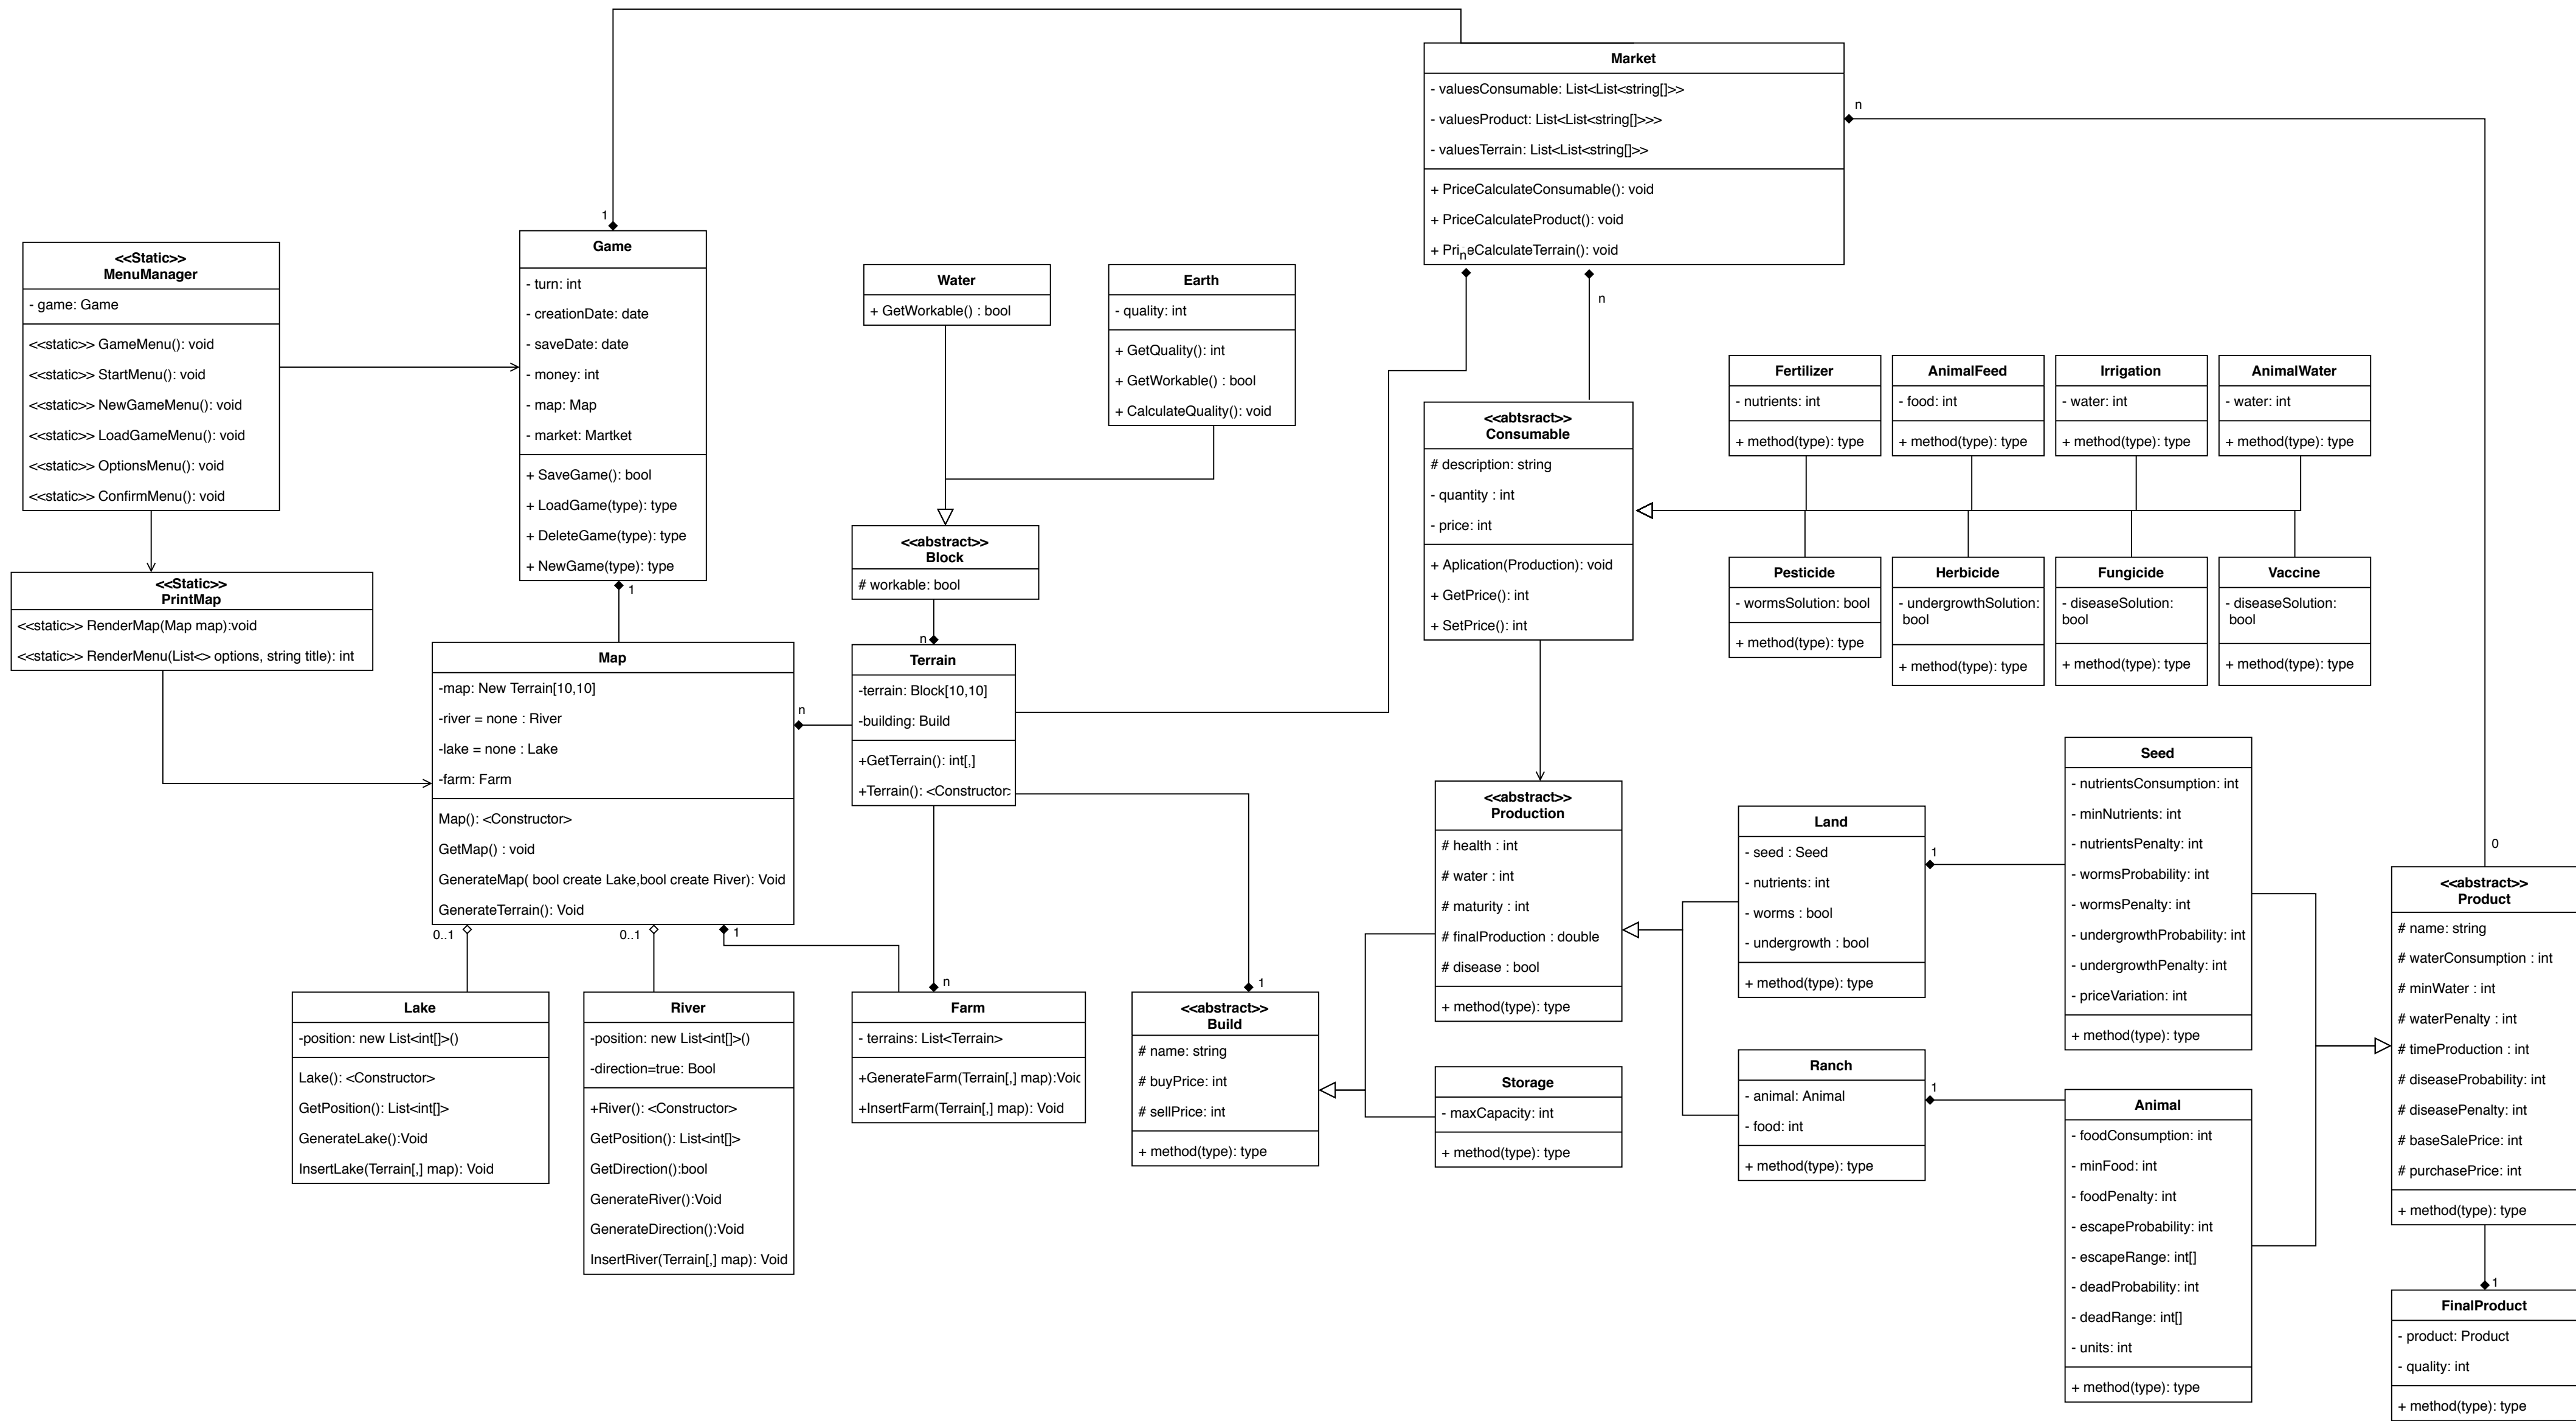 Market
- valuesConsumable: List<List<string[]>>
- valuesProduct: List<List<string[]>>>
- valuesTerrain: List<List<string[]>>
+ PriceCalculateConsumable(): void
+ PriceCalculateProduct(): void
+ PriceCalculateTerrain(): void
n
n
n
1
<<Static>>
MenuManager
- game: Game
<<static>> GameMenu(): void
<<static>> StartMenu(): void
<<static>> NewGameMenu(): void
<<static>> LoadGameMenu(): void
<<static>> OptionsMenu(): void
<<static>> ConfirmMenu(): void
Game
- turn: int
- creationDate: date
- saveDate: date
- money: int
- map: Map
- market: Martket
+ SaveGame(): bool
+ LoadGame(type): type
+ DeleteGame(type): type
+ NewGame(type): type
1
Water
+ GetWorkable() : bool
Earth
- quality: int
+ GetQuality(): int
+ GetWorkable() : bool
+ CalculateQuality(): void
<<abstract>>
Block
# workable: bool
n
<<abtsract>>
Consumable
# description: string
- quantity : int
- price: int
+ Aplication(Production): void
+ GetPrice(): int
+ SetPrice(): int
Fertilizer
- nutrients: int
+ method(type): type
AnimalFeed
- food: int
+ method(type): type
Irrigation
- water: int
+ method(type): type
AnimalWater
- water: int
+ method(type): type
Pesticide
- wormsSolution: bool
+ method(type): type
Herbicide
- undergrowthSolution:
bool
+ method(type): type
Fungicide
- diseaseSolution:
bool
+ method(type): type
Vaccine
- diseaseSolution:
bool
+ method(type): type
<<Static>>
PrintMap
<<static>> RenderMap(Map map):void
<<static>> RenderMenu(List<> options, string title): int
Map
-map: New Terrain[10,10]
-river = none : River
-lake = none : Lake
-farm: Farm
Map(): <Constructor>
GetMap() : void
GenerateMap( bool create Lake,bool create River): Void
GenerateTerrain(): Void
n
0..1
0..1
1
Terrain
-terrain: Block[10,10]
-building: Build
+GetTerrain(): int[,]
+Terrain(): <Constructor>
Lake
-position: new List<int[]>()
Lake(): <Constructor>
GetPosition(): List<int[]>
GenerateLake():Void
InsertLake(Terrain[,] map): Void
River
-position: new List<int[]>()
-direction=true: Bool
+River(): <Constructor>
GetPosition(): List<int[]>
GetDirection():bool
GenerateRiver():Void
GenerateDirection():Void
InsertRiver(Terrain[,] map): Void
n
Farm
- terrains: List<Terrain>
+GenerateFarm(Terrain[,] map):Void
+InsertFarm(Terrain[,] map): Void
1
<<abstract>>
Build
# name: string
# buyPrice: int
# sellPrice: int
+ method(type): type
<<abstract>>
Production
# health : int
# water : int
# maturity : int
# finalProduction : double
# disease : bool
+ method(type): type
Storage
- maxCapacity: int
+ method(type): type
Land
- seed : Seed
- nutrients: int
- worms : bool
- undergrowth : bool
+ method(type): type
1
Ranch
- animal: Animal
- food: int
+ method(type): type
1
Seed
- nutrientsConsumption: int
- minNutrients: int
- nutrientsPenalty: int
- wormsProbability: int
- wormsPenalty: int
- undergrowthProbability: int
- undergrowthPenalty: int
- priceVariation: int
+ method(type): type
Animal
- foodConsumption: int
- minFood: int
- foodPenalty: int
- escapeProbability: int
- escapeRange: int[]
- deadProbability: int
- deadRange: int[]
- units: int
+ method(type): type
0
<<abstract>>
Product
# name: string
# waterConsumption : int
# minWater : int
# waterPenalty : int
# timeProduction : int
# diseaseProbability: int
# diseasePenalty: int
# baseSalePrice: int
# purchasePrice: int
+ method(type): type
1
FinalProduct
- product: Product
- quality: int
+ method(type): type